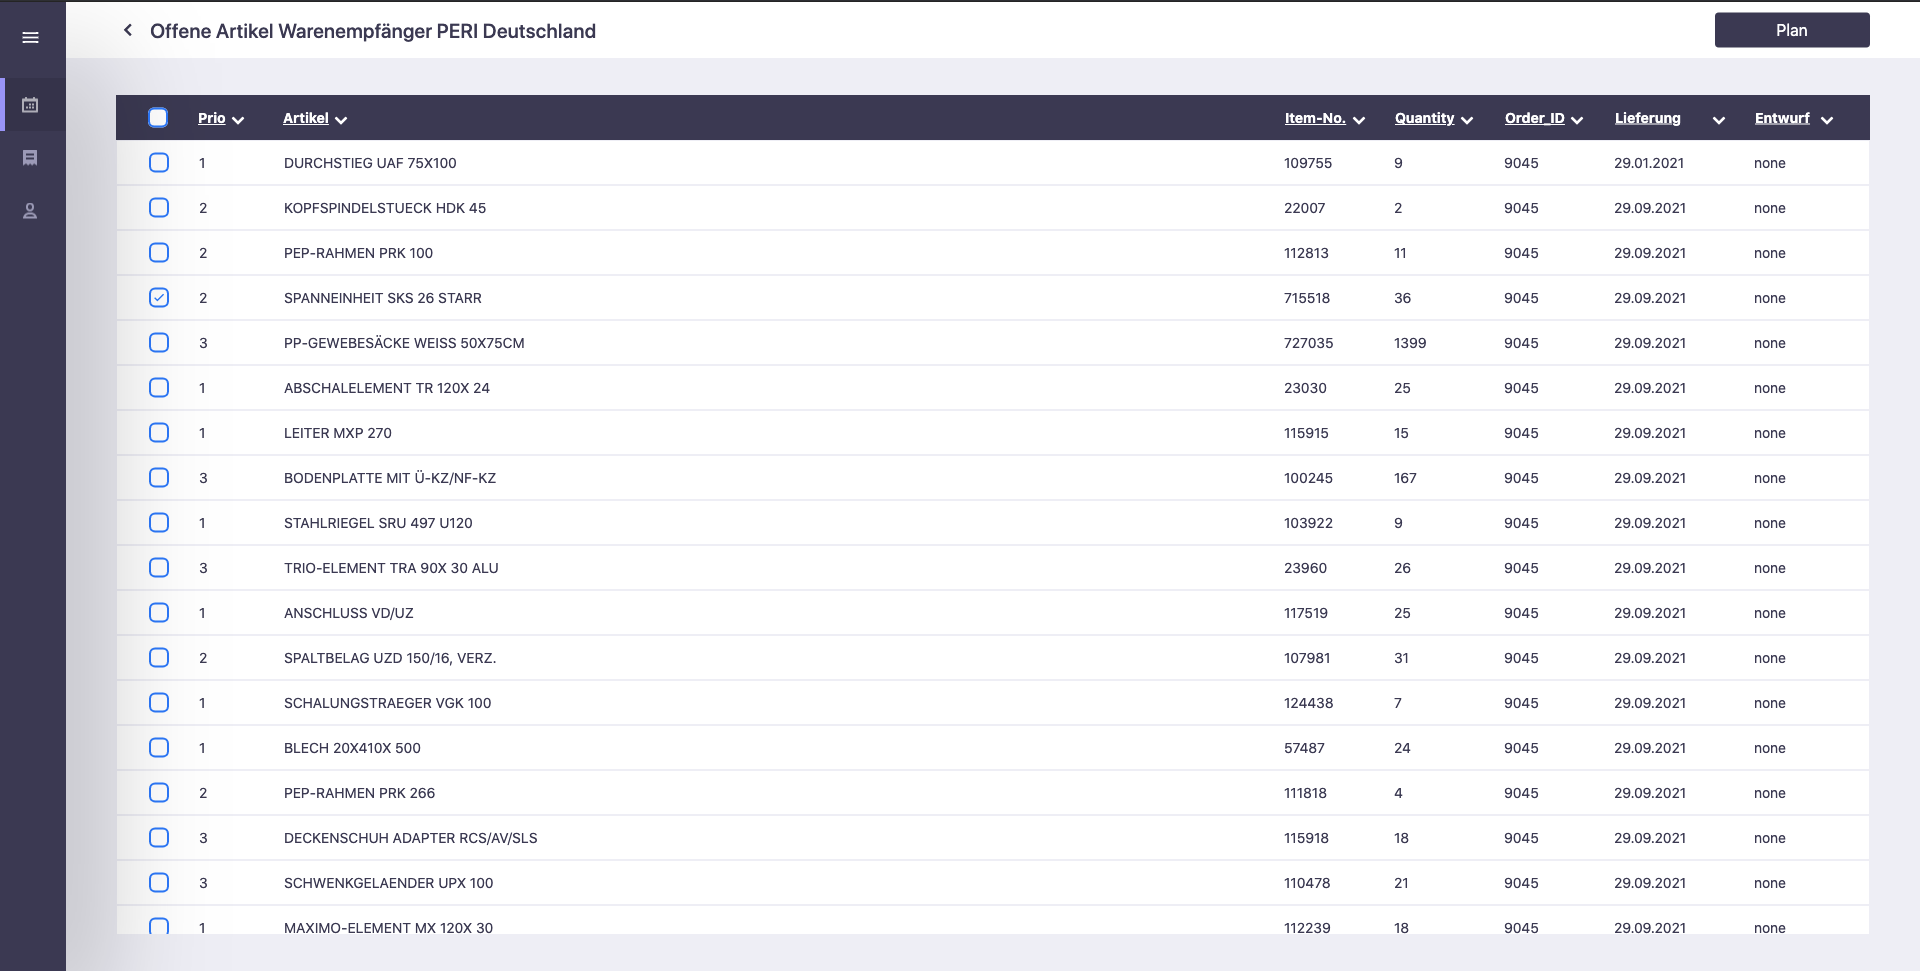 Offene Artikel Warenempfänger PERI Deutschland
Plan
Prio Artikel Item-No. Quantity Order_ID Lieferung Entwurf
1 DURCHSTIEG UAF 75X100 109755 9 9045 29.01.2021 none
2 KOPFSPINDELSTUECK HDK 45 22007 2 9045 29.09.2021 none
2 PEP-RAHMEN PRK 100 112813 11 9045 29.09.2021 none
2 SPANNEINHEIT SKS 26 STARR 715518 36 9045 29.09.2021 none
3 PP-GEWEBESÄCKE WEISS 50X75CM 727035 1399 9045 29.09.2021 none
1 ABSCHALELEMENT TR 120X 24 23030 25 9045 29.09.2021 none
1 LEITER MXP 270 115915 15 9045 29.09.2021 none
3 BODENPLATTE MIT Ü-KZ/NF-KZ 100245 167 9045 29.09.2021 none
1 STAHLRIEGEL SRU 497 U120 103922 9 9045 29.09.2021 none
3 TRIO-ELEMENT TRA 90X 30 ALU 23960 26 9045 29.09.2021 none
1 ANSCHLUSS VD/UZ 117519 25 9045 29.09.2021 none
2 SPALTBELAG UZD 150/16, VERZ. 107981 31 9045 29.09.2021 none
1 SCHALUNGSTRAEGER VGK 100 124438 7 9045 29.09.2021 none
1 BLECH 20X410X 500 57487 24 9045 29.09.2021 none
2 PEP-RAHMEN PRK 266 111818 4 9045 29.09.2021 none
3 DECKENSCHUH ADAPTER RCS/AV/SLS 115918 18 9045 29.09.2021 none
3 SCHWENKGELAENDER UPX 100 110478 21 9045 29.09.2021 none
1 MAXIMO-ELEMENT MX 120X 30 112239 18 9045 29.09.2021 none